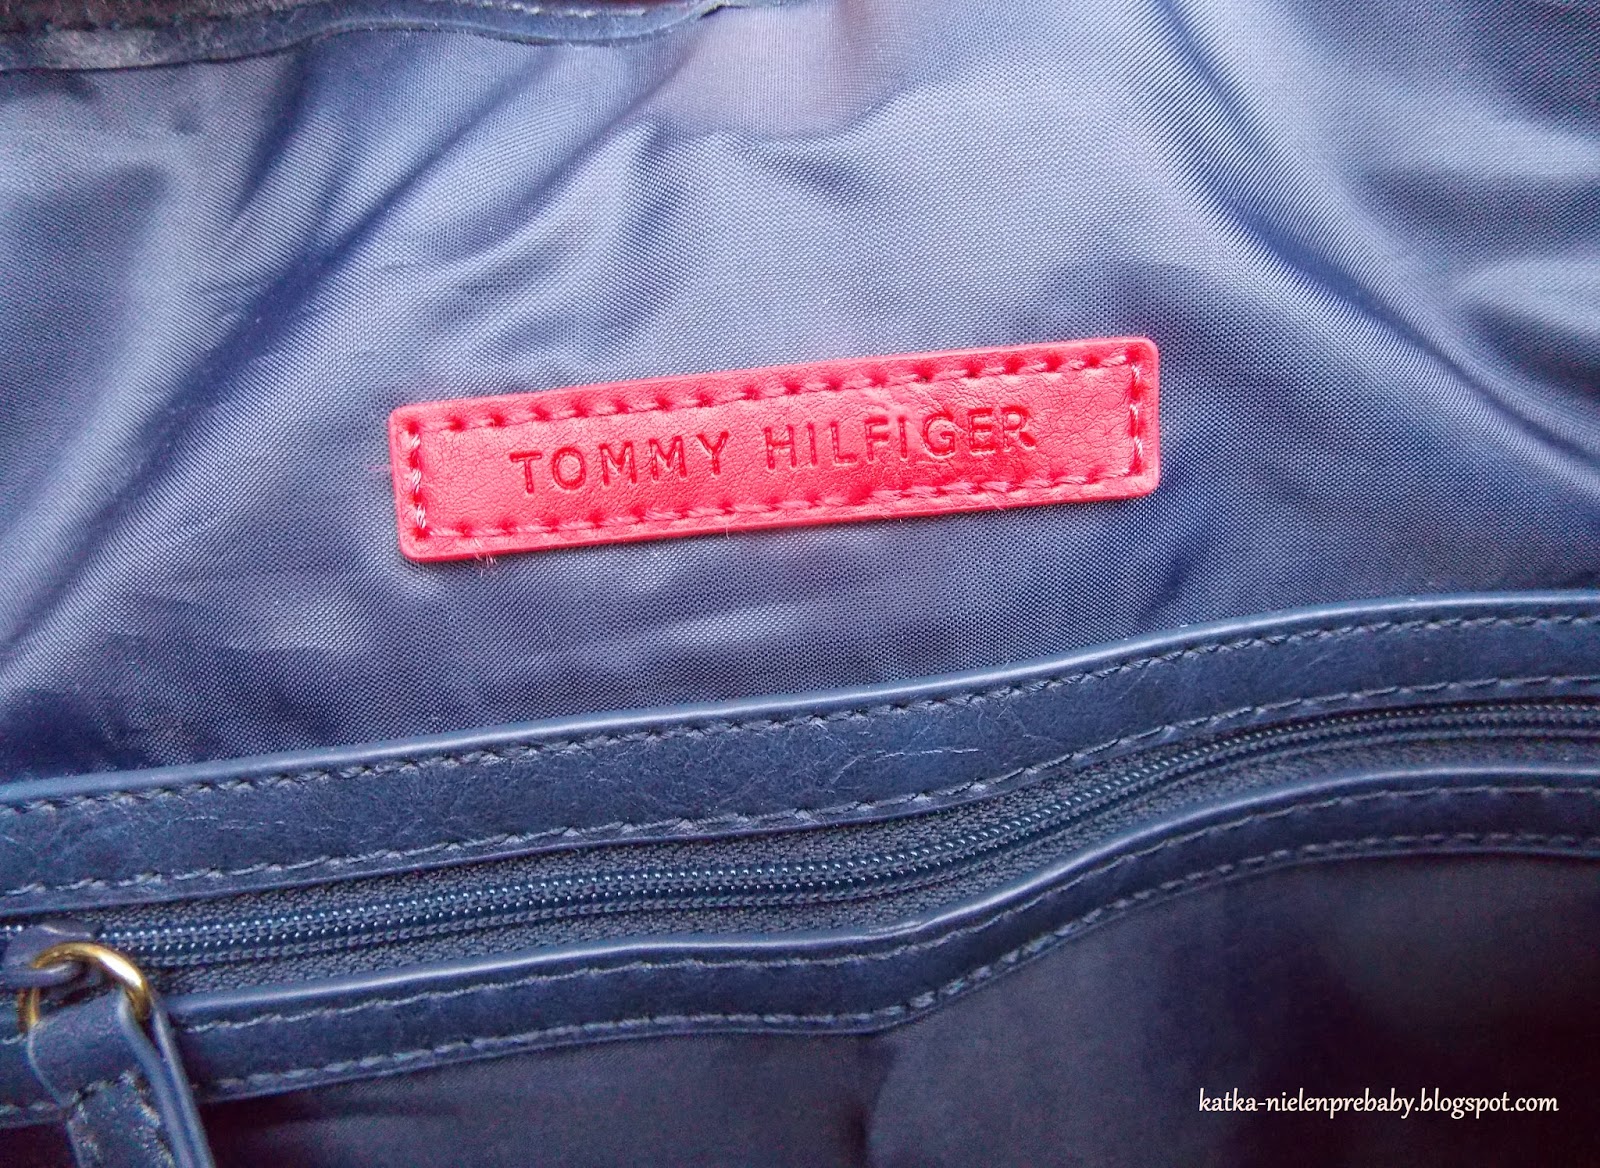 TOMMY HILFIGER
katka-nielenprebaby.blogspot.com